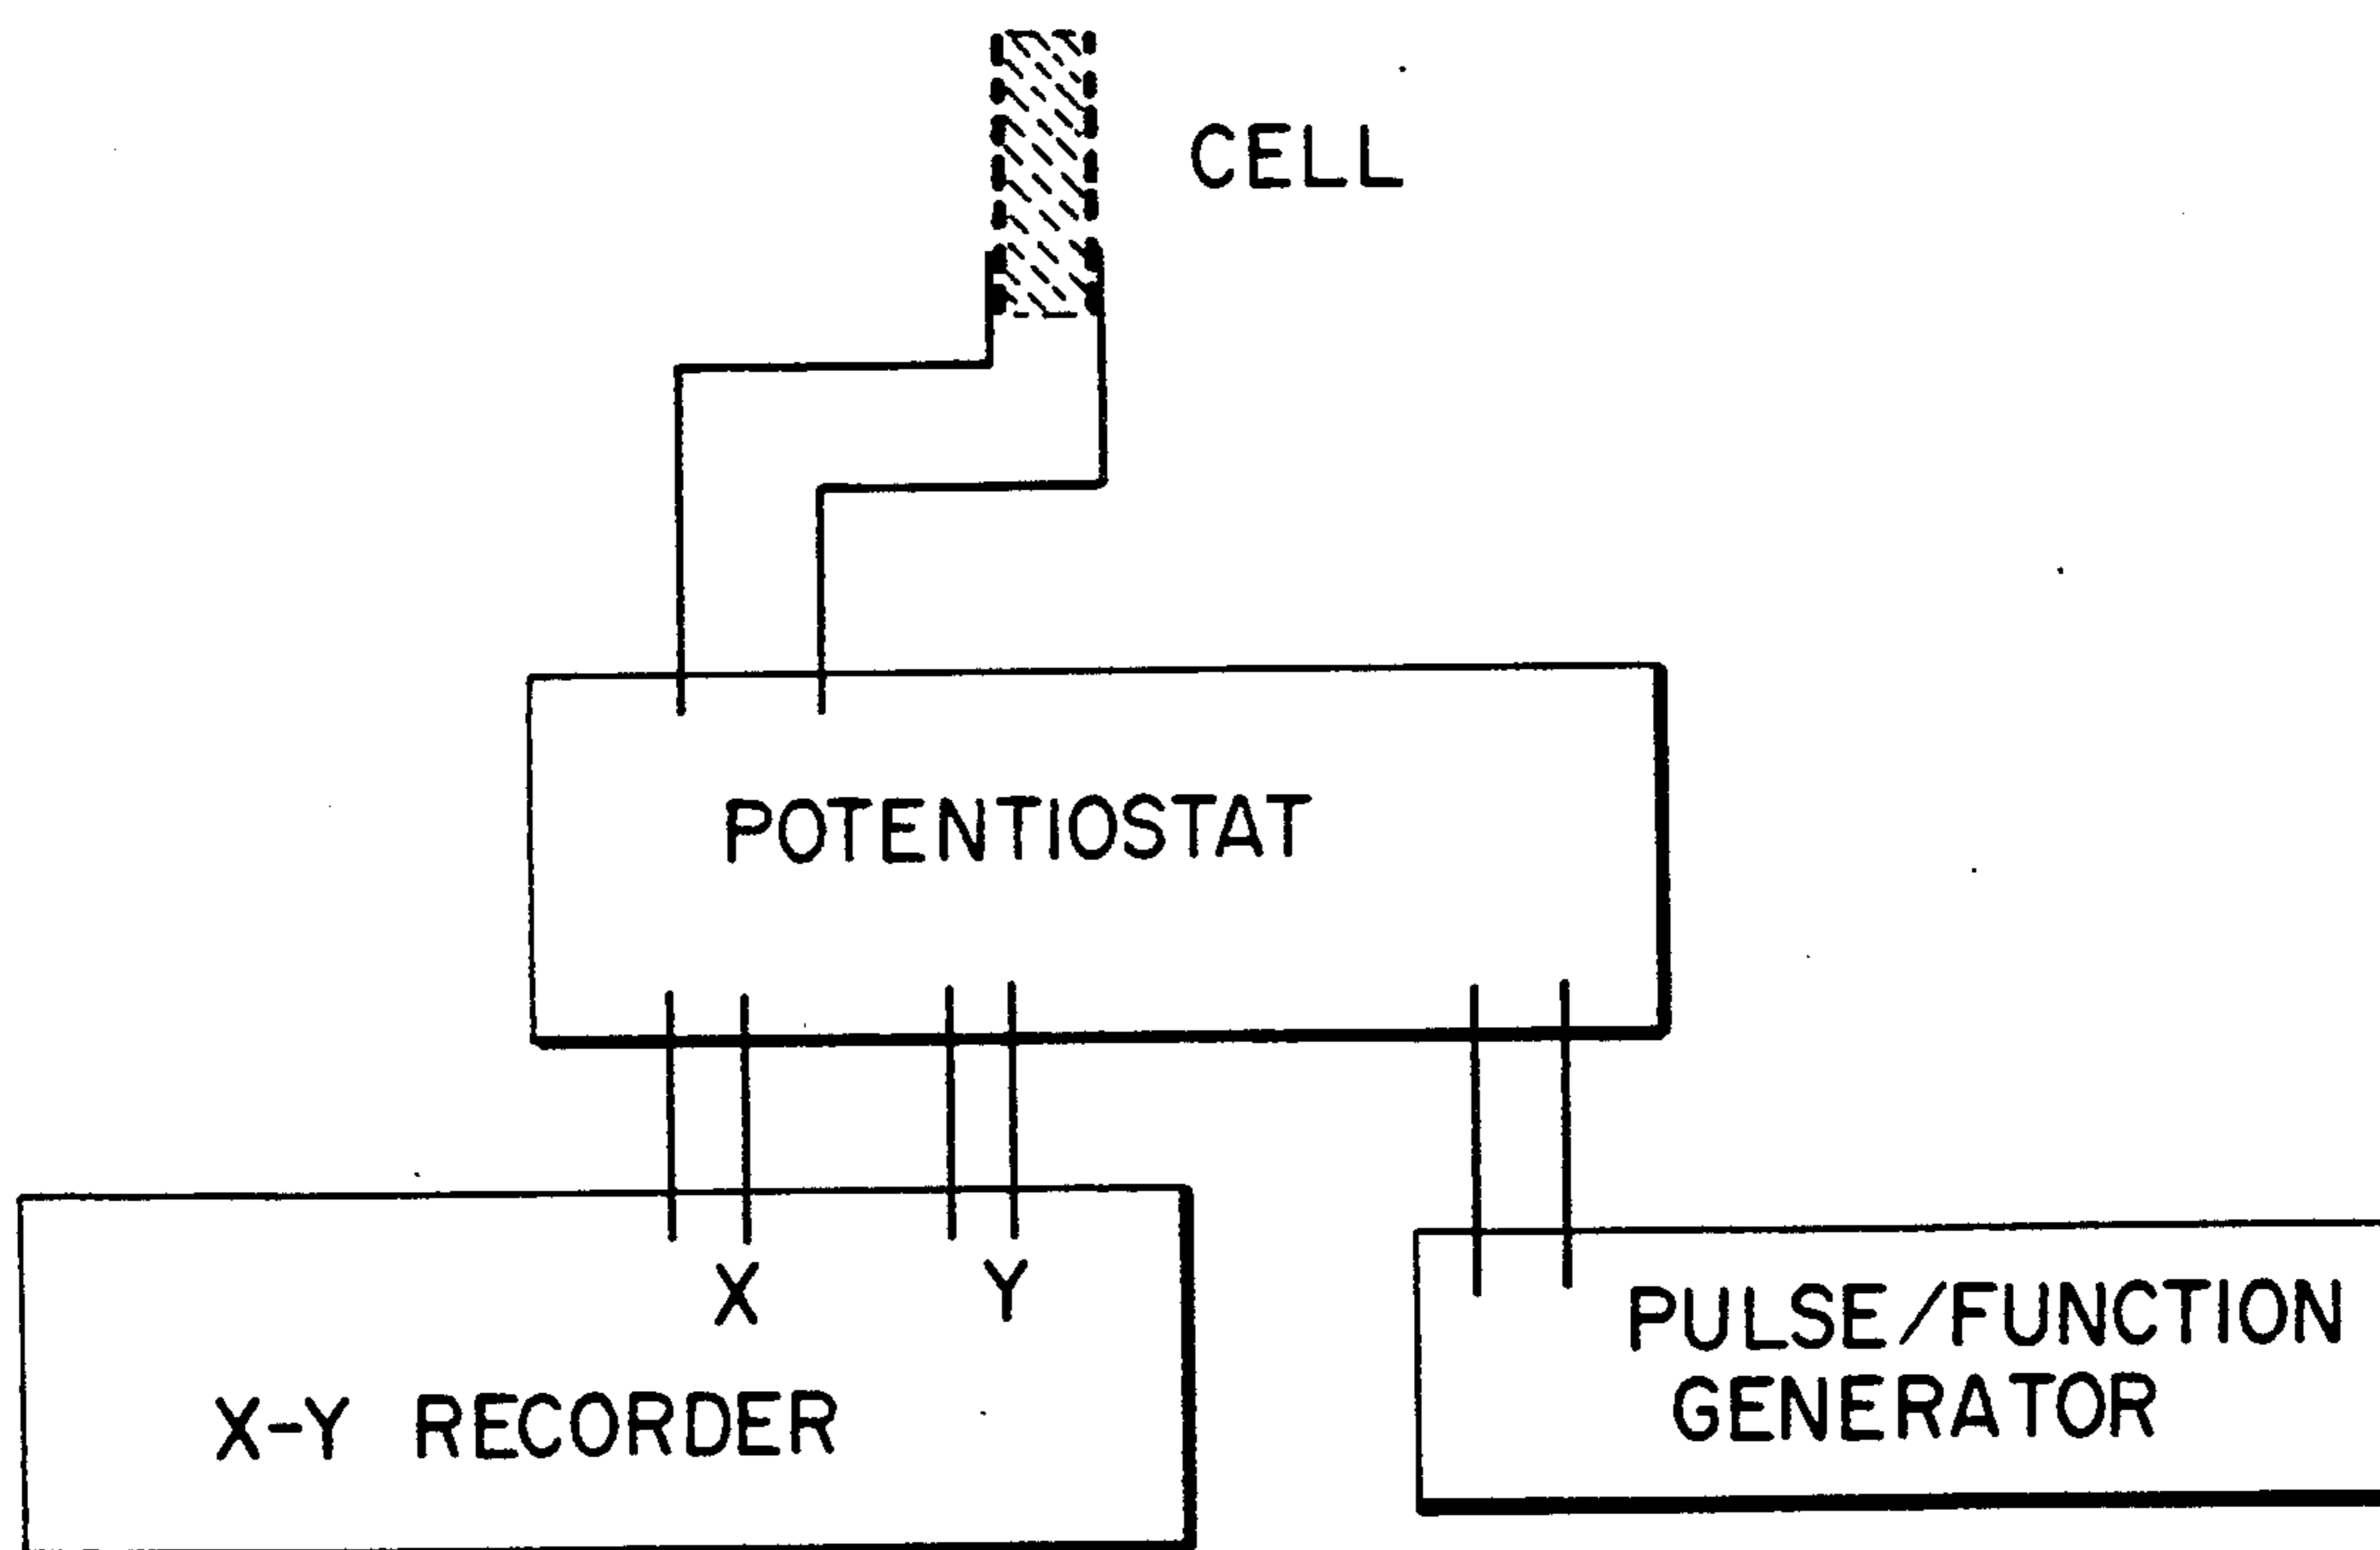 CELL
POTENTIOSTAT
X
Y
X-Y RECORDER
PULSE/FUNCTION
GENERATOR